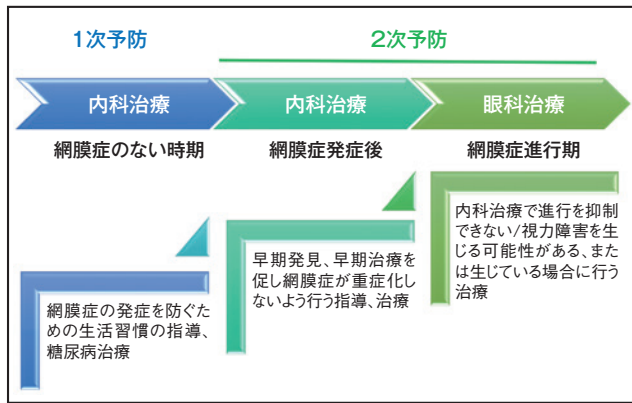 1次予防
2次予防
内科治療
内科治療
眼科治療
網膜症のない時期
網膜症発症後
網膜症進行期
網膜症の発症を防ぐた
めの生活習慣の指導、
糖尿病治療
早期発見、早期治療を
促し網膜症が重症化し
ないよう行う指導、治療
内科治療で進行を抑制
できない/視力障害を生
じる可能性がある、また
は生じている場合に行う
治療